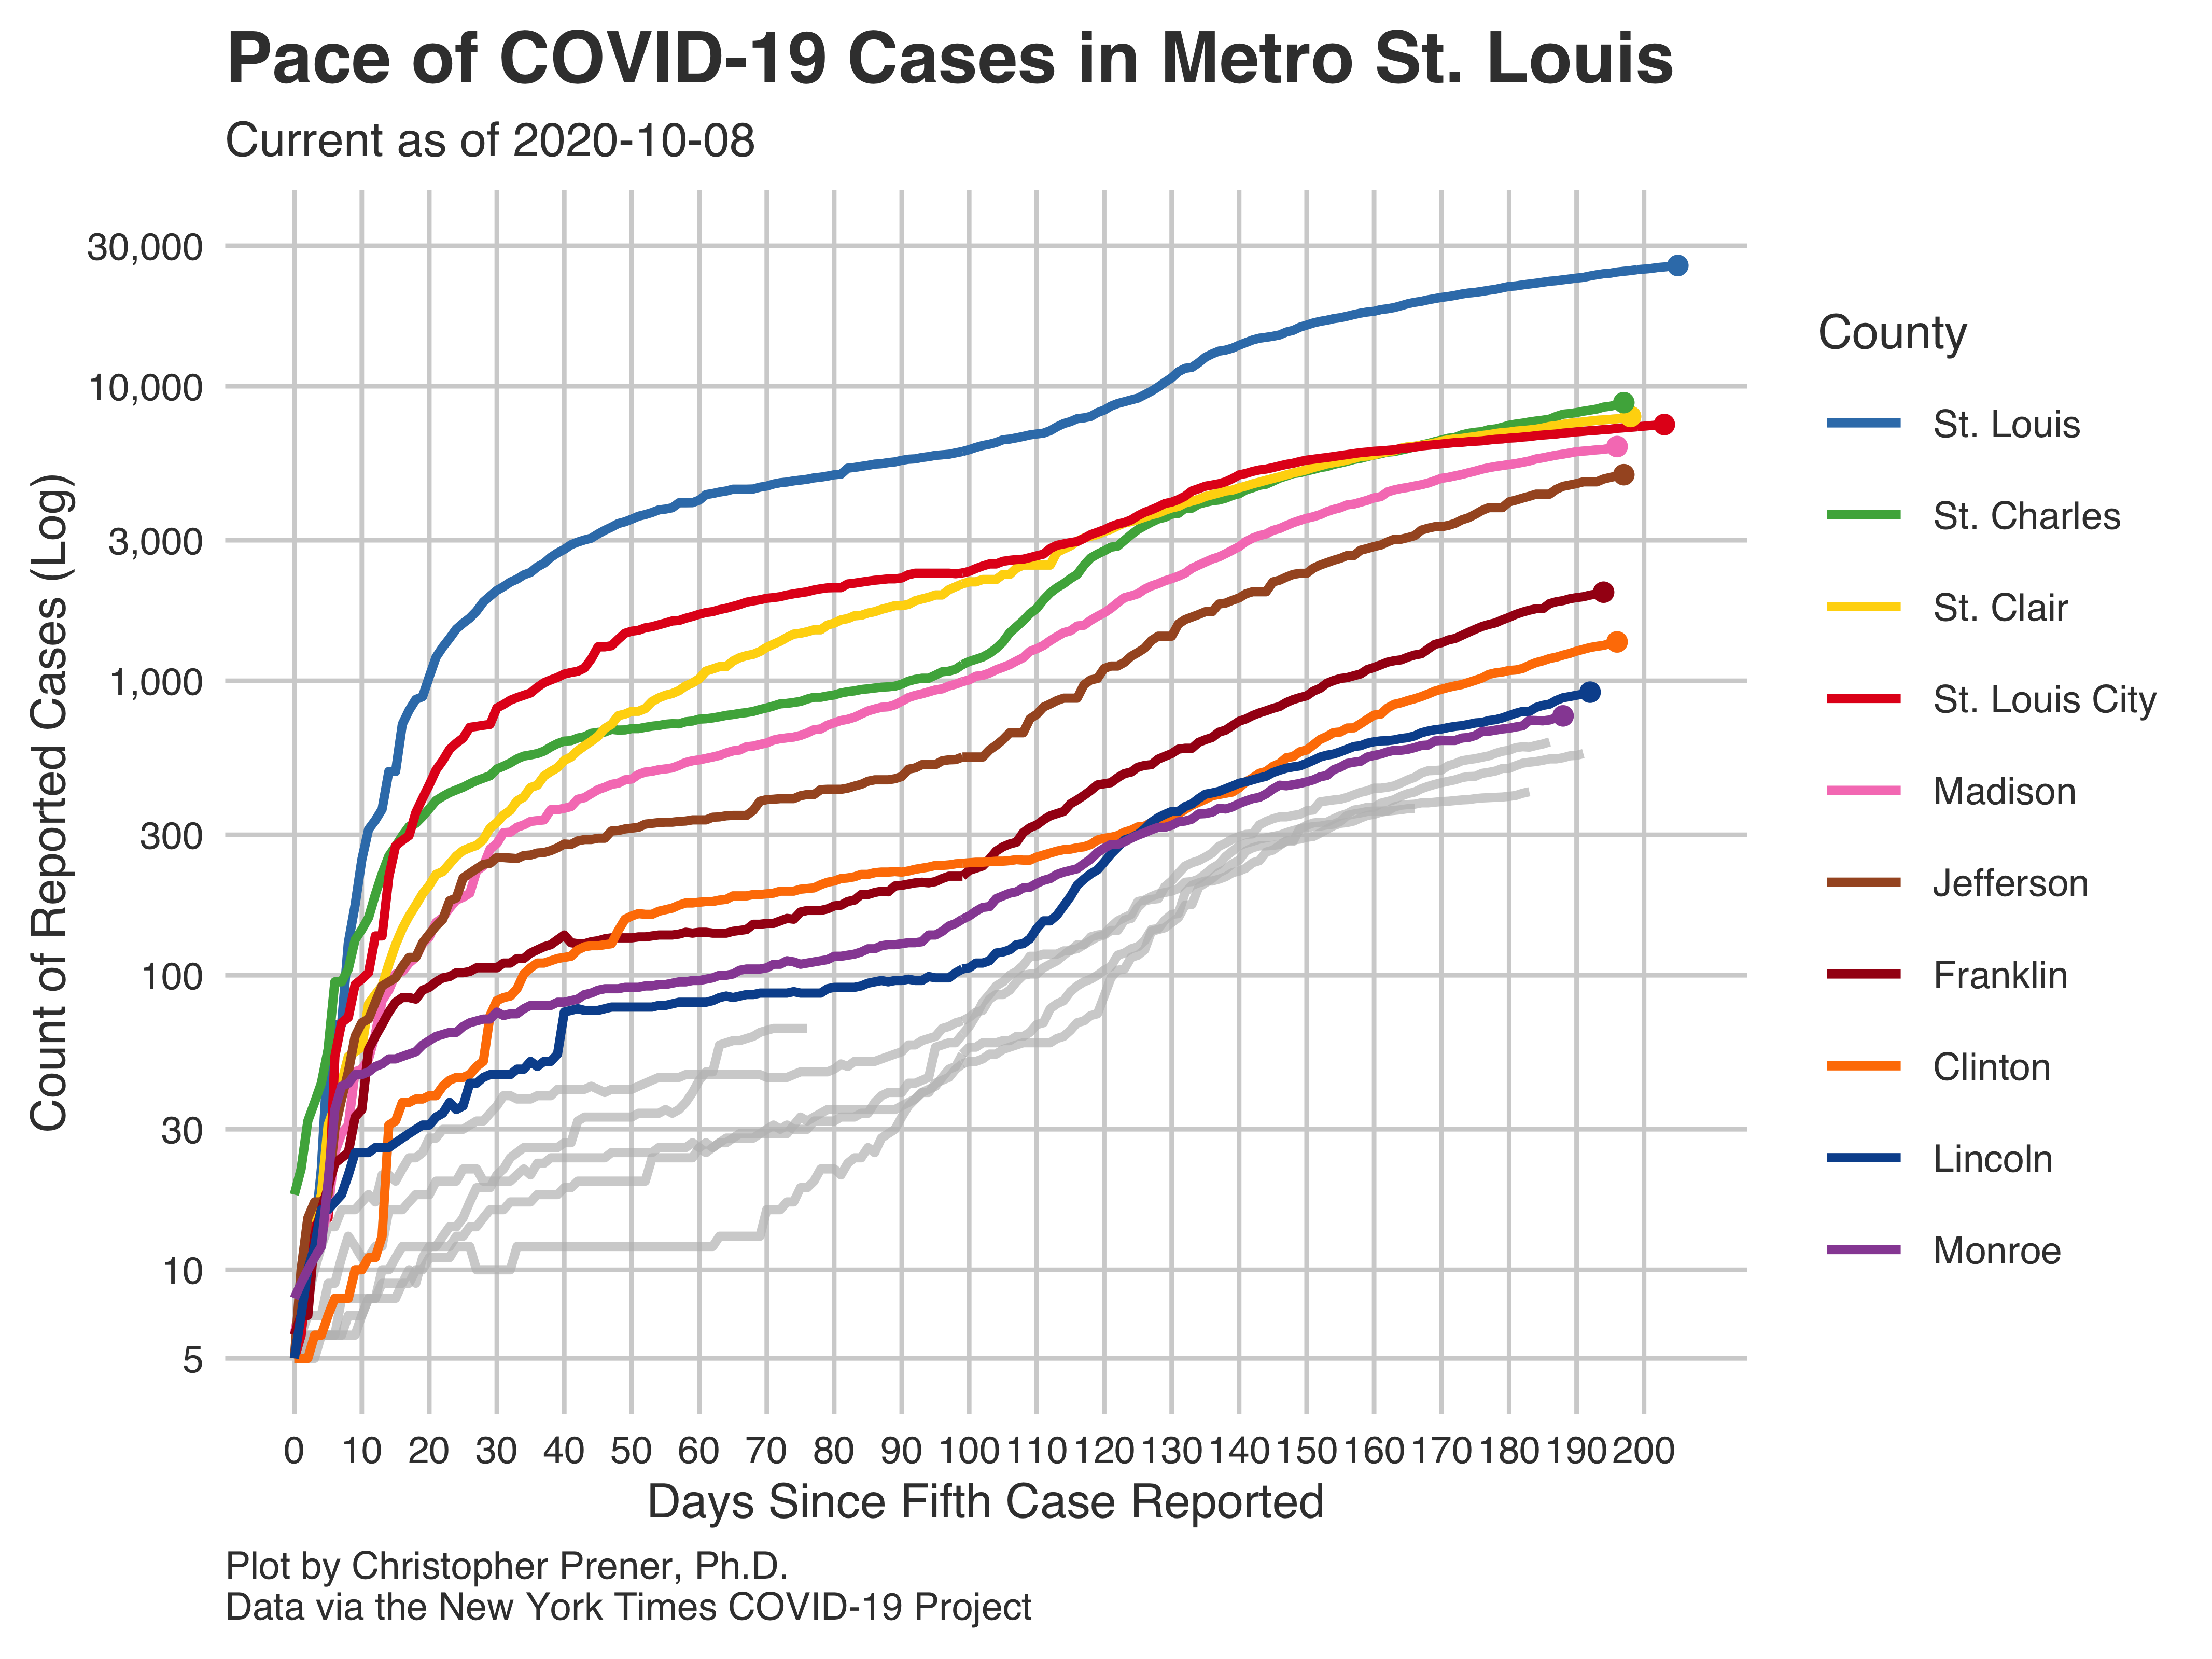 Pace of COVID-19 Cases in Metro St. Louis
Current as of 2020-10-08
30,000
10,000
3,000
1,000
300
100
30
10
5
Count of Reported Cases (Log)
0 10 20 30 40 50 60 70 80 90 100 110 120 130 140 150 160 170 180 190 200
Days Since Fifth Case Reported
County
St. Louis
St. Charles
St. Clair
St. Louis City
Madison
Jefferson
Franklin
Clinton
Lincoln
Monroe
Plot by Christopher Prener, Ph.D.
Data via the New York Times COVID-19 Project